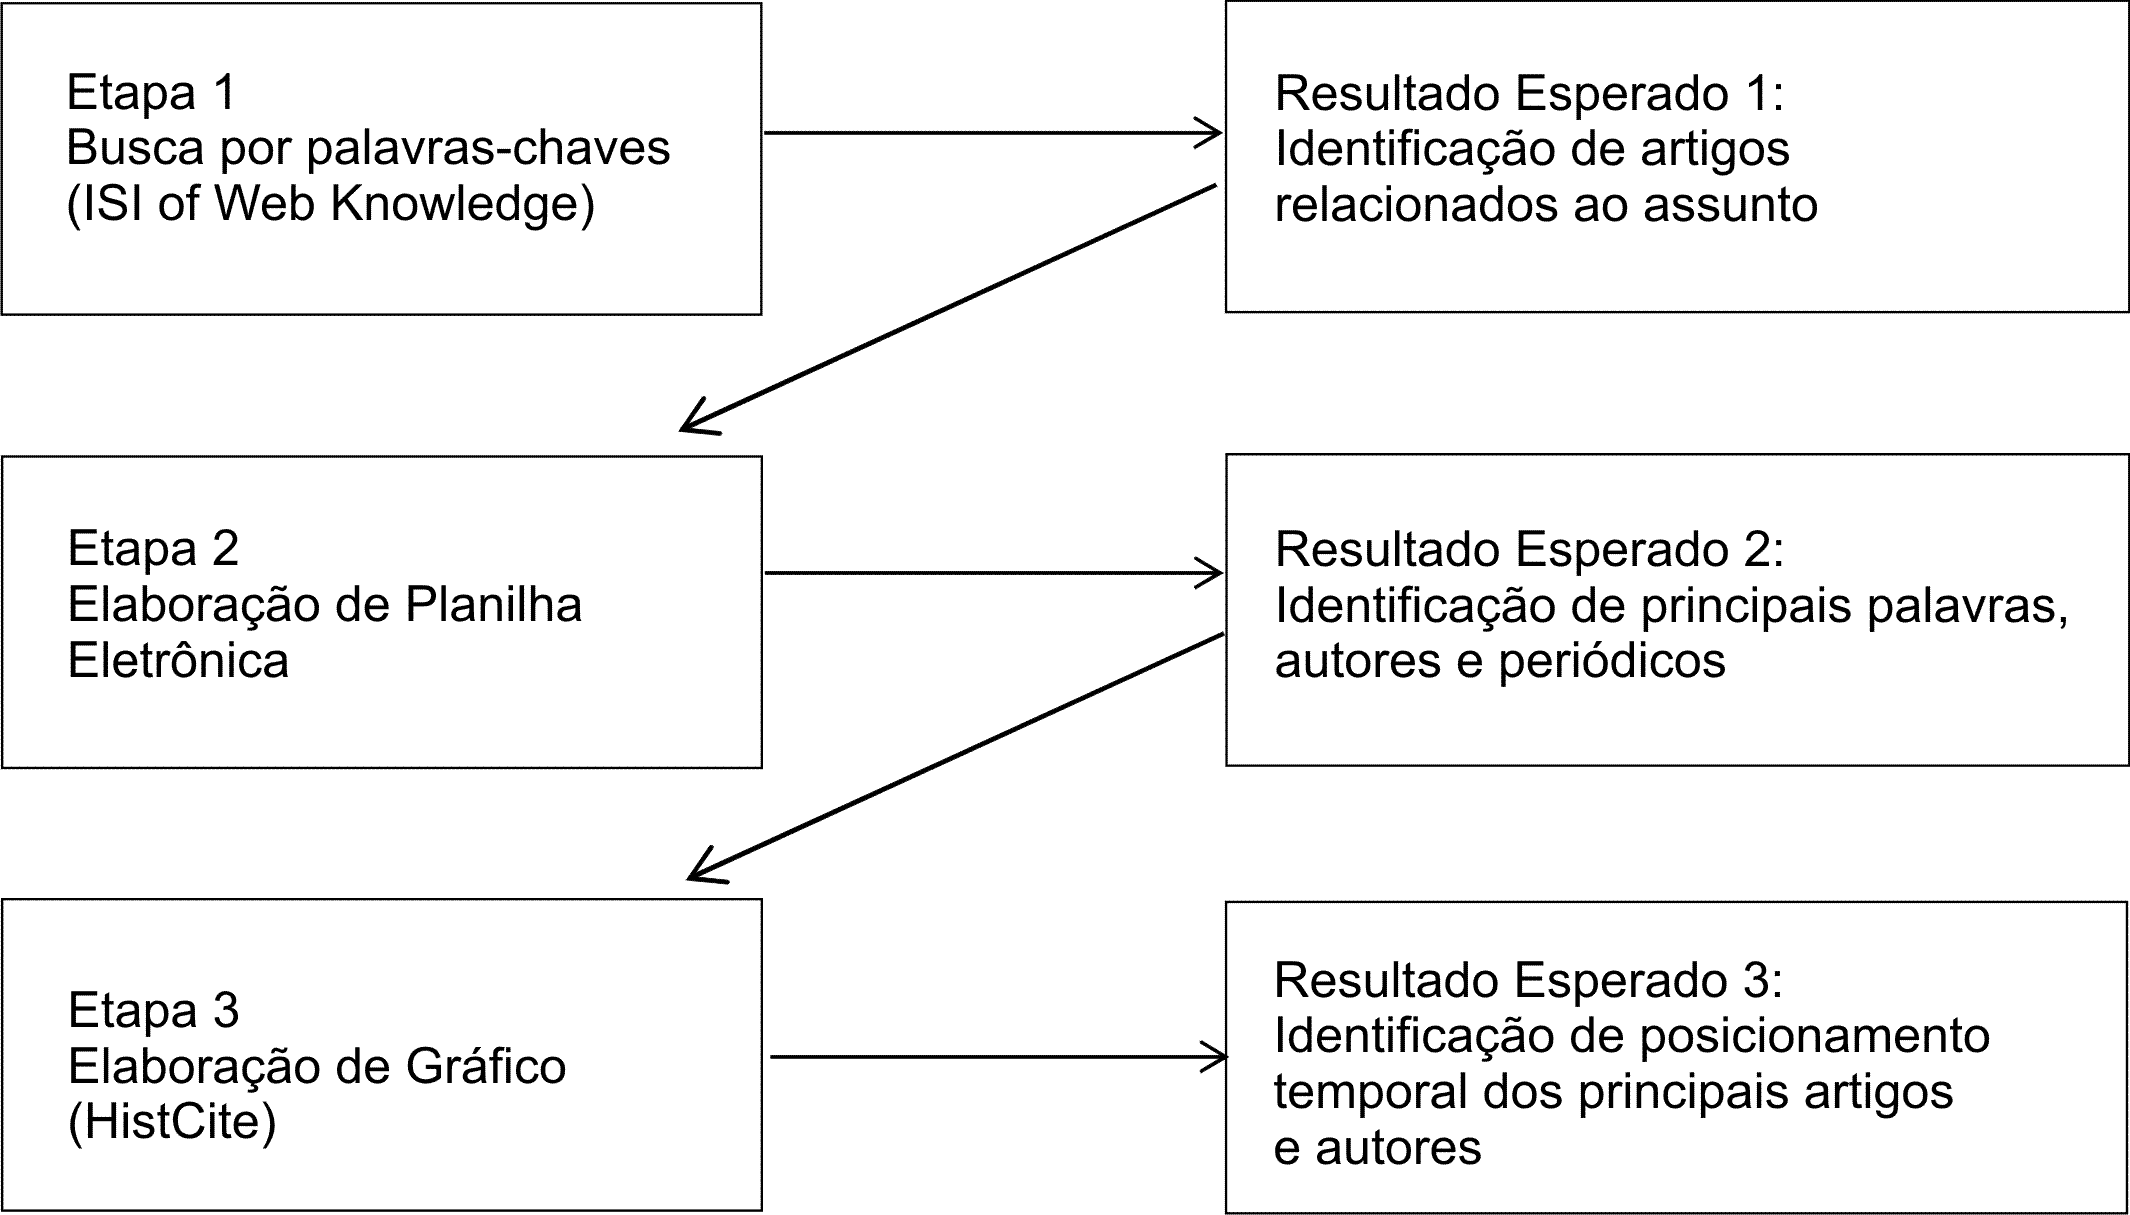 Etapa 1
Busca por palavras-chaves
(ISI of Web Knowledge)
Resultado Esperado 1:
Identificação de artigos
relacionados ao assunto
Etapa 2
Elaboração de Planilha
Eletrônica
Resultado Esperado 2:
Identificação de principais palavras,
autores e periódicos
Etapa 3
Elaboração de Gráfico
(HistCite)
Resultado Esperado 3:
Identificação de posicionamento
temporal dos principais artigos
e autores